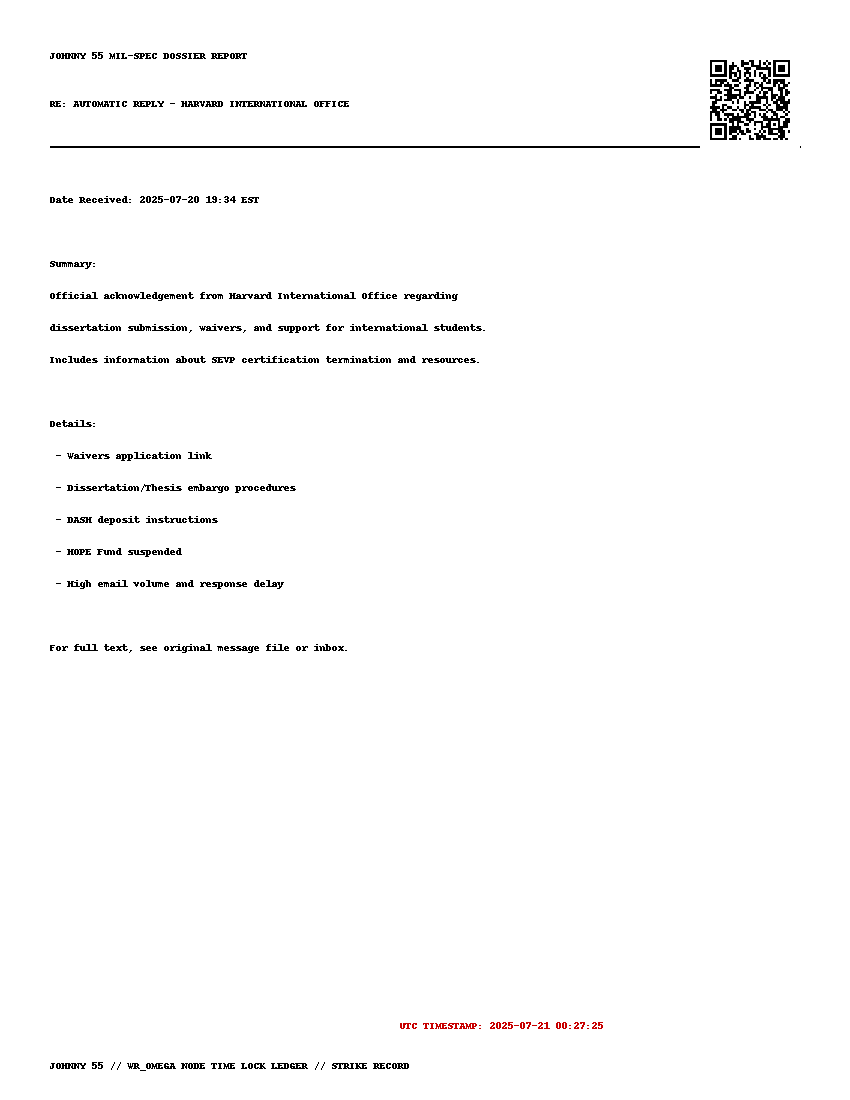 JOHNNY 55 MIL-SPEC DOSSIER REPORT
RE: AUTOMATIC REPLY - HARVARD INTERNATIONAL OFFICE
Date Received: 2025-07-20 19:34 EST
Summary:
Official acknowledgement from Harvard International Office regarding
dissertation submission, waivers, and support for international students.
Includes information about SEVP certification termination and resources.
Details:
- Waivers application link
- Dissertation/Thesis embargo procedures
- DASH deposit instructions
- HOPE Fund suspended
- High email volume and response delay
For full text, see original message file or inbox.
UTC TIMESTAMP: 2025-07-21 00:27:25
JOHNNY 55 // WR_OMEGA NODE TIME LOCK LEDGER // STRIKE RECORD